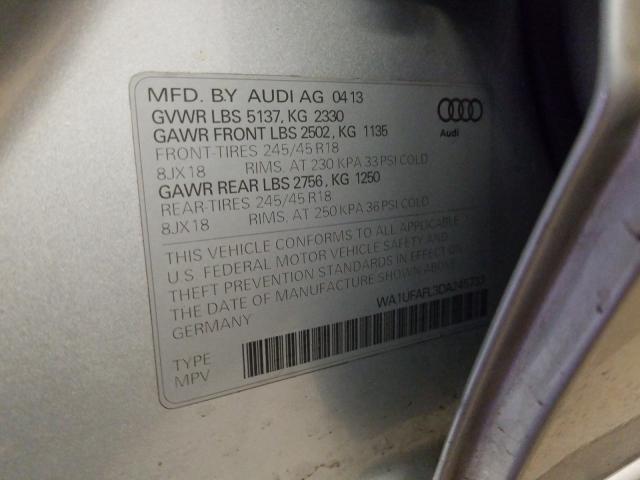 MFD. BY AUDI AG 0413
GVWR LBS 5137, KG 2330
GAWR FRONT LBS 2502, KG 1135
FRONT-TIRES 245/45 R18
8JX18 RIMS. AT 230 KPA 33 PSI COLD
GAWR REAR LBS 2756, KG 1250
REAR-TIRES 245/45 R18
8JX18 RIMS. AT 250 KPA 36 PSI COLD
Audi
THIS VEHICLE CONFORMS TO ALL APPLICABLE
U.S. FEDERAL MOTOR VEHICLE SAFETY AND
THEFT PREVENTION STANDARDS IN EFFECT ON
THE DATE OF MANUFACTURE SHOWN ABOVE
GERMANY
WA1UFAFL3DA245733
TYPE
MPV